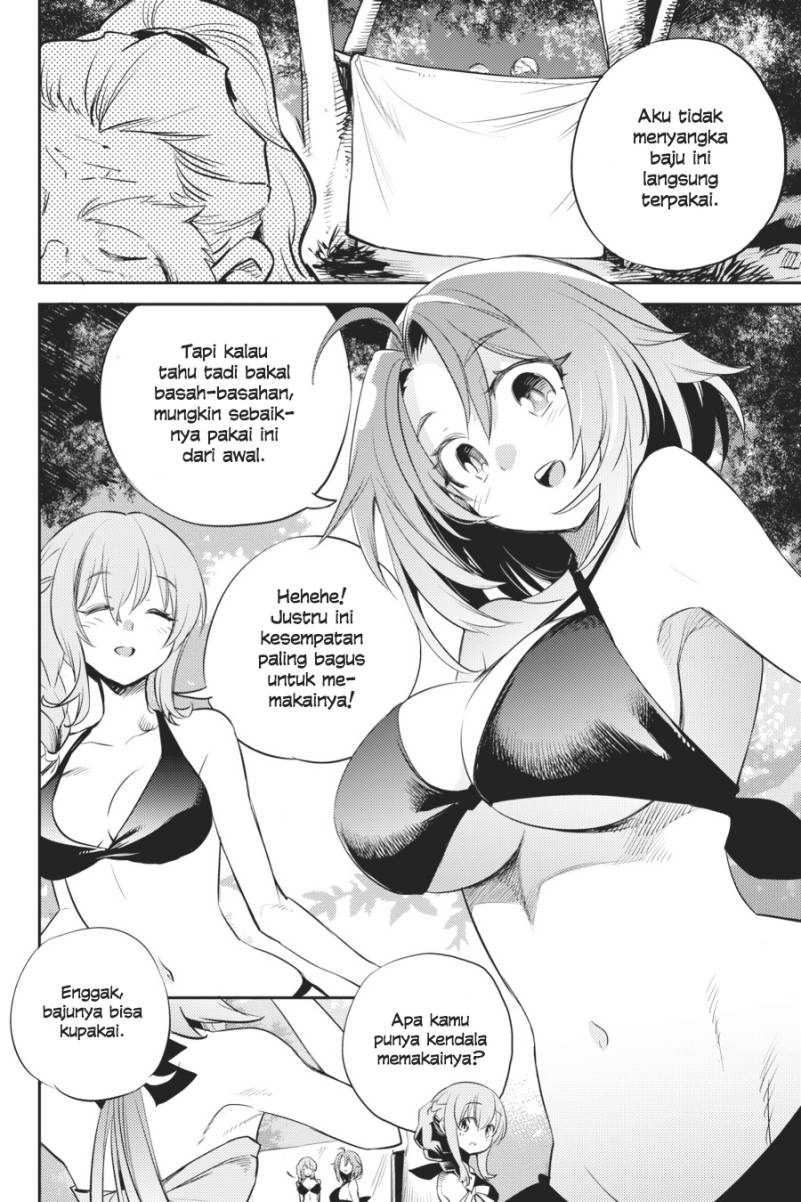 Aku tidak
menyangka
baju ini
langsung
terpakai.
Tapi kalau
tahu tadi bakal
basah-basahan,
mungkin sebaik-
nya pakai ini
dari awal.
Hehehe!
Justru ini
kesempatan
paling bagus
untuk me-
makainya!
Apa kamu
punya kendala
memakainya?
Enggak,
bajunya bisa
kupakai.